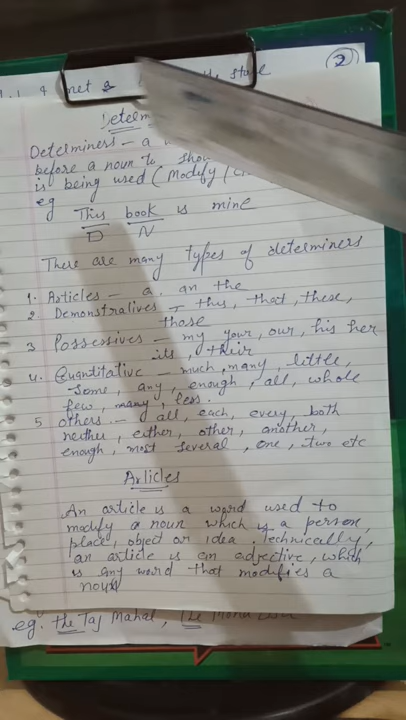 met a the store
2
Determ
Determiners - a
before a noun to show
is being used (Modify /
eg
This book is mine
D N
There are many types of determiners
1. Articles - a. an the
2 Demonstratives - this, that, these,
those
3 Possessives - my your, our, his her
its, their
4. Quantitative - much, many, little,
Some, any, enough, all, whole
few, many, less.
5 others. - all, each, every, both
neither, either, other, another,
enough, most several, one, two etc
Articles
An article is a word used to
modify a noun which is a person,
place, object or idea. Technically,
an article is an adjective, which
is any word that modifies a
noun
eg. the Taj Mahal, The